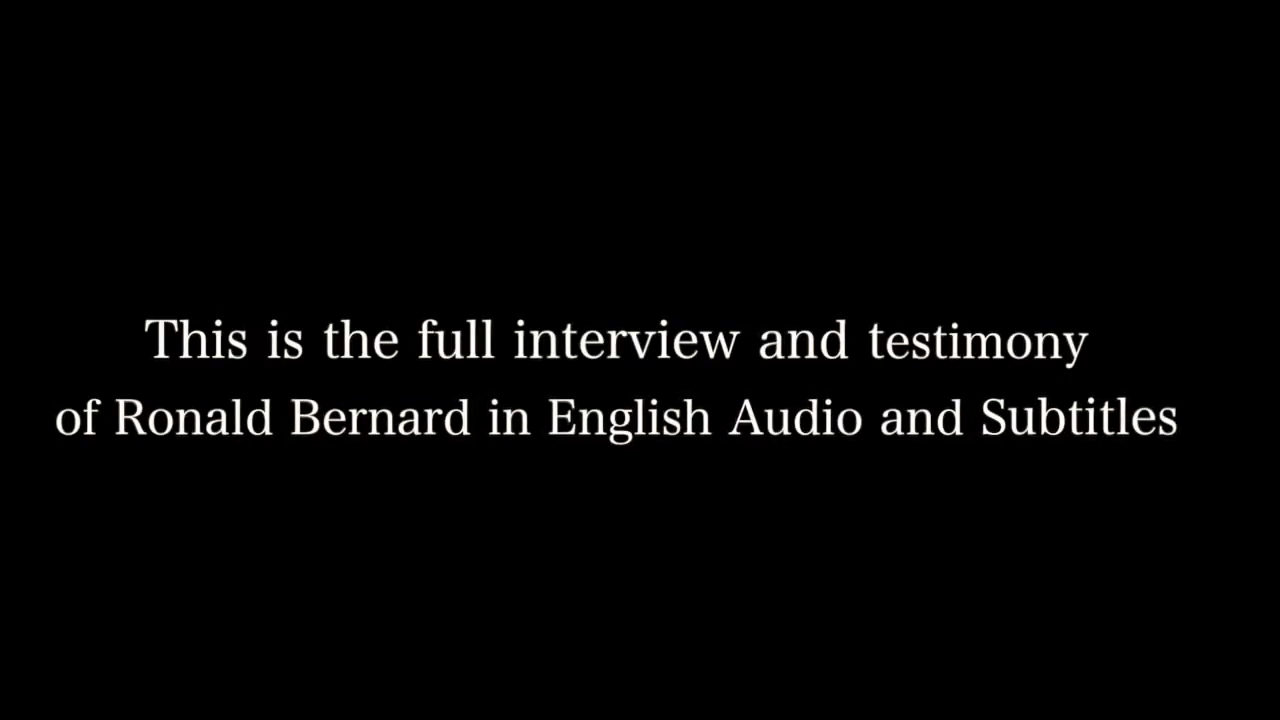 This is the full interview and testimony
of Ronald Bernard in English Audio and Subtitles